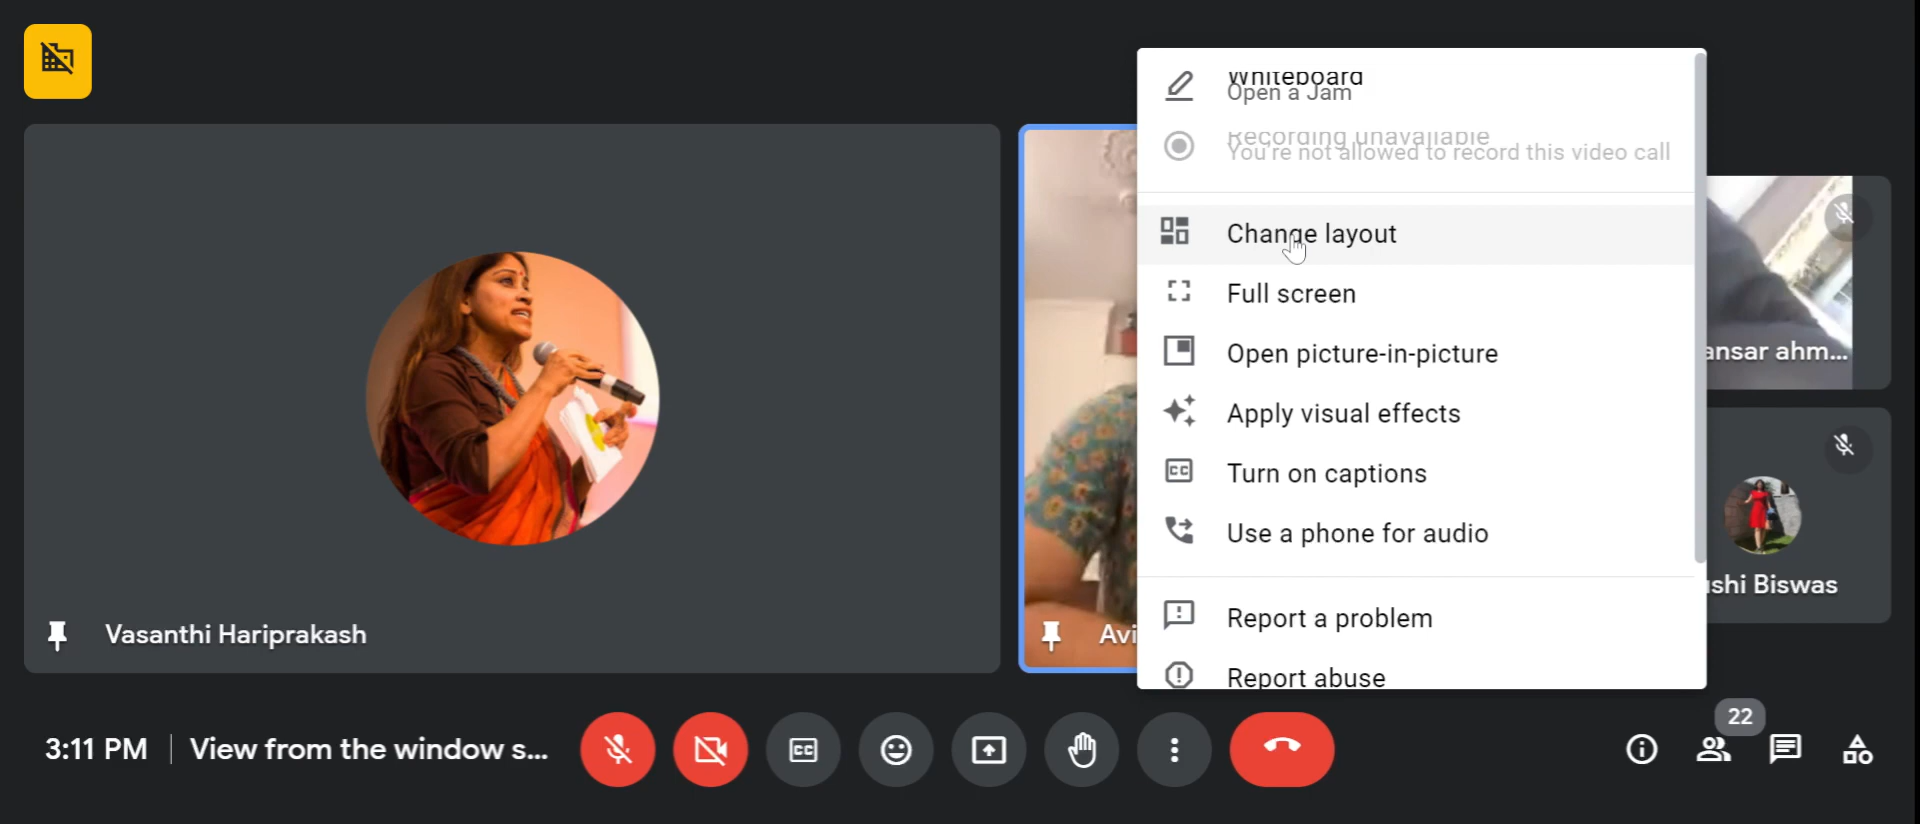 Whiteboard
Open a Jam
Recording unavailable
You're not allowed to record this video call
Change layout
Full screen
Open picture-in-picture
Apply visual effects
Turn on captions
Use a phone for audio
Report a problem
Report abuse
ansar ahm...
shi Biswas
Vasanthi Hariprakash
Avi
22
3:11 PM
View from the window s...
CC
CC